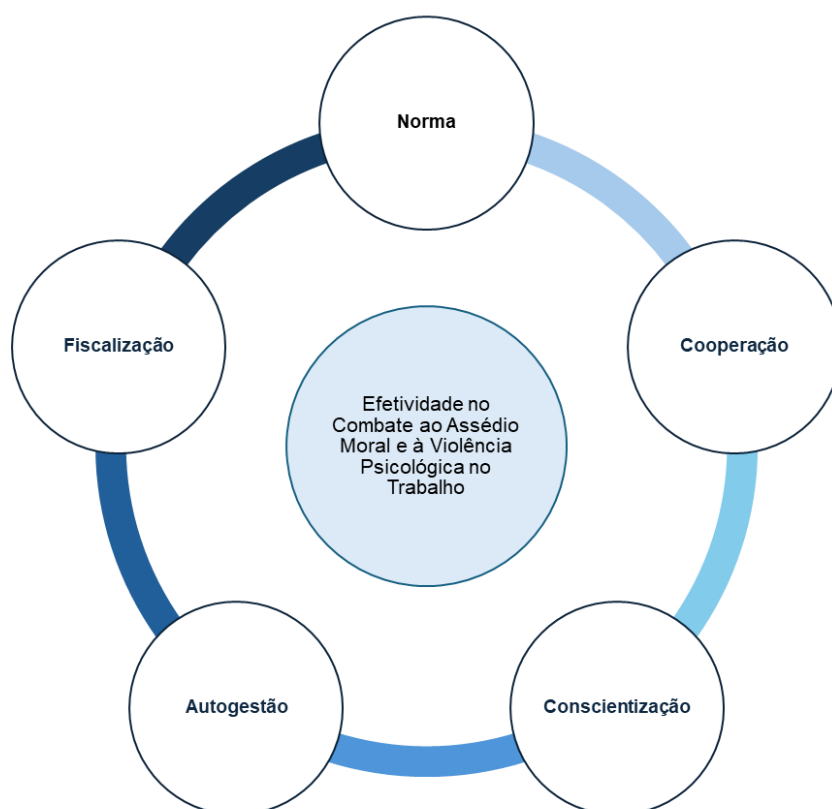 Norma
Fiscalização
Cooperação
Efetividade no
Combate ao Assédio
Moral e à Violência
Psicológica no
Trabalho
Autogestão
Conscientização